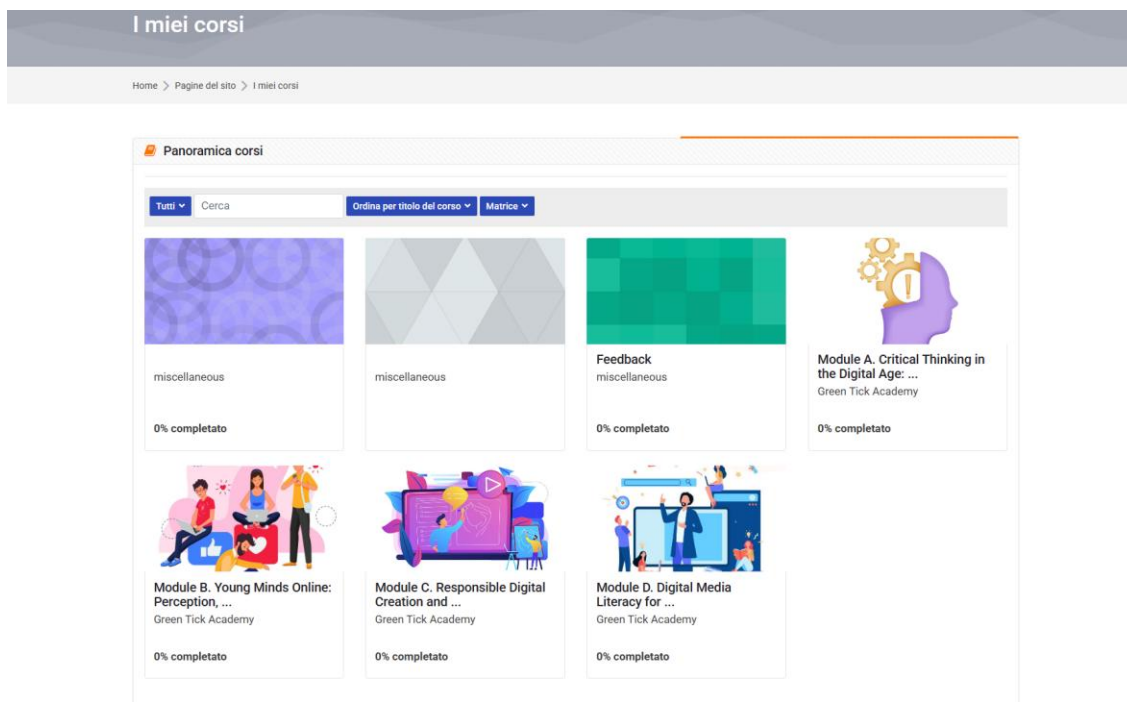 I miei corsi
Home > Pagine del sito > I miei corsi
Panoramica corsi
Tutti Cerca Ordina per titolo del corso Matrice
miscellaneous
0% completato
miscellaneous
Feedback
miscellaneous
0% completato
Module A. Critical Thinking in
the Digital Age: ...
Green Tick Academy
0% completato
Module B. Young Minds Online:
Perception, ...
Green Tick Academy
0% completato
Module C. Responsible Digital
Creation and ...
Green Tick Academy
0% completato
Module D. Digital Media
Literacy for ...
Green Tick Academy
0% completato